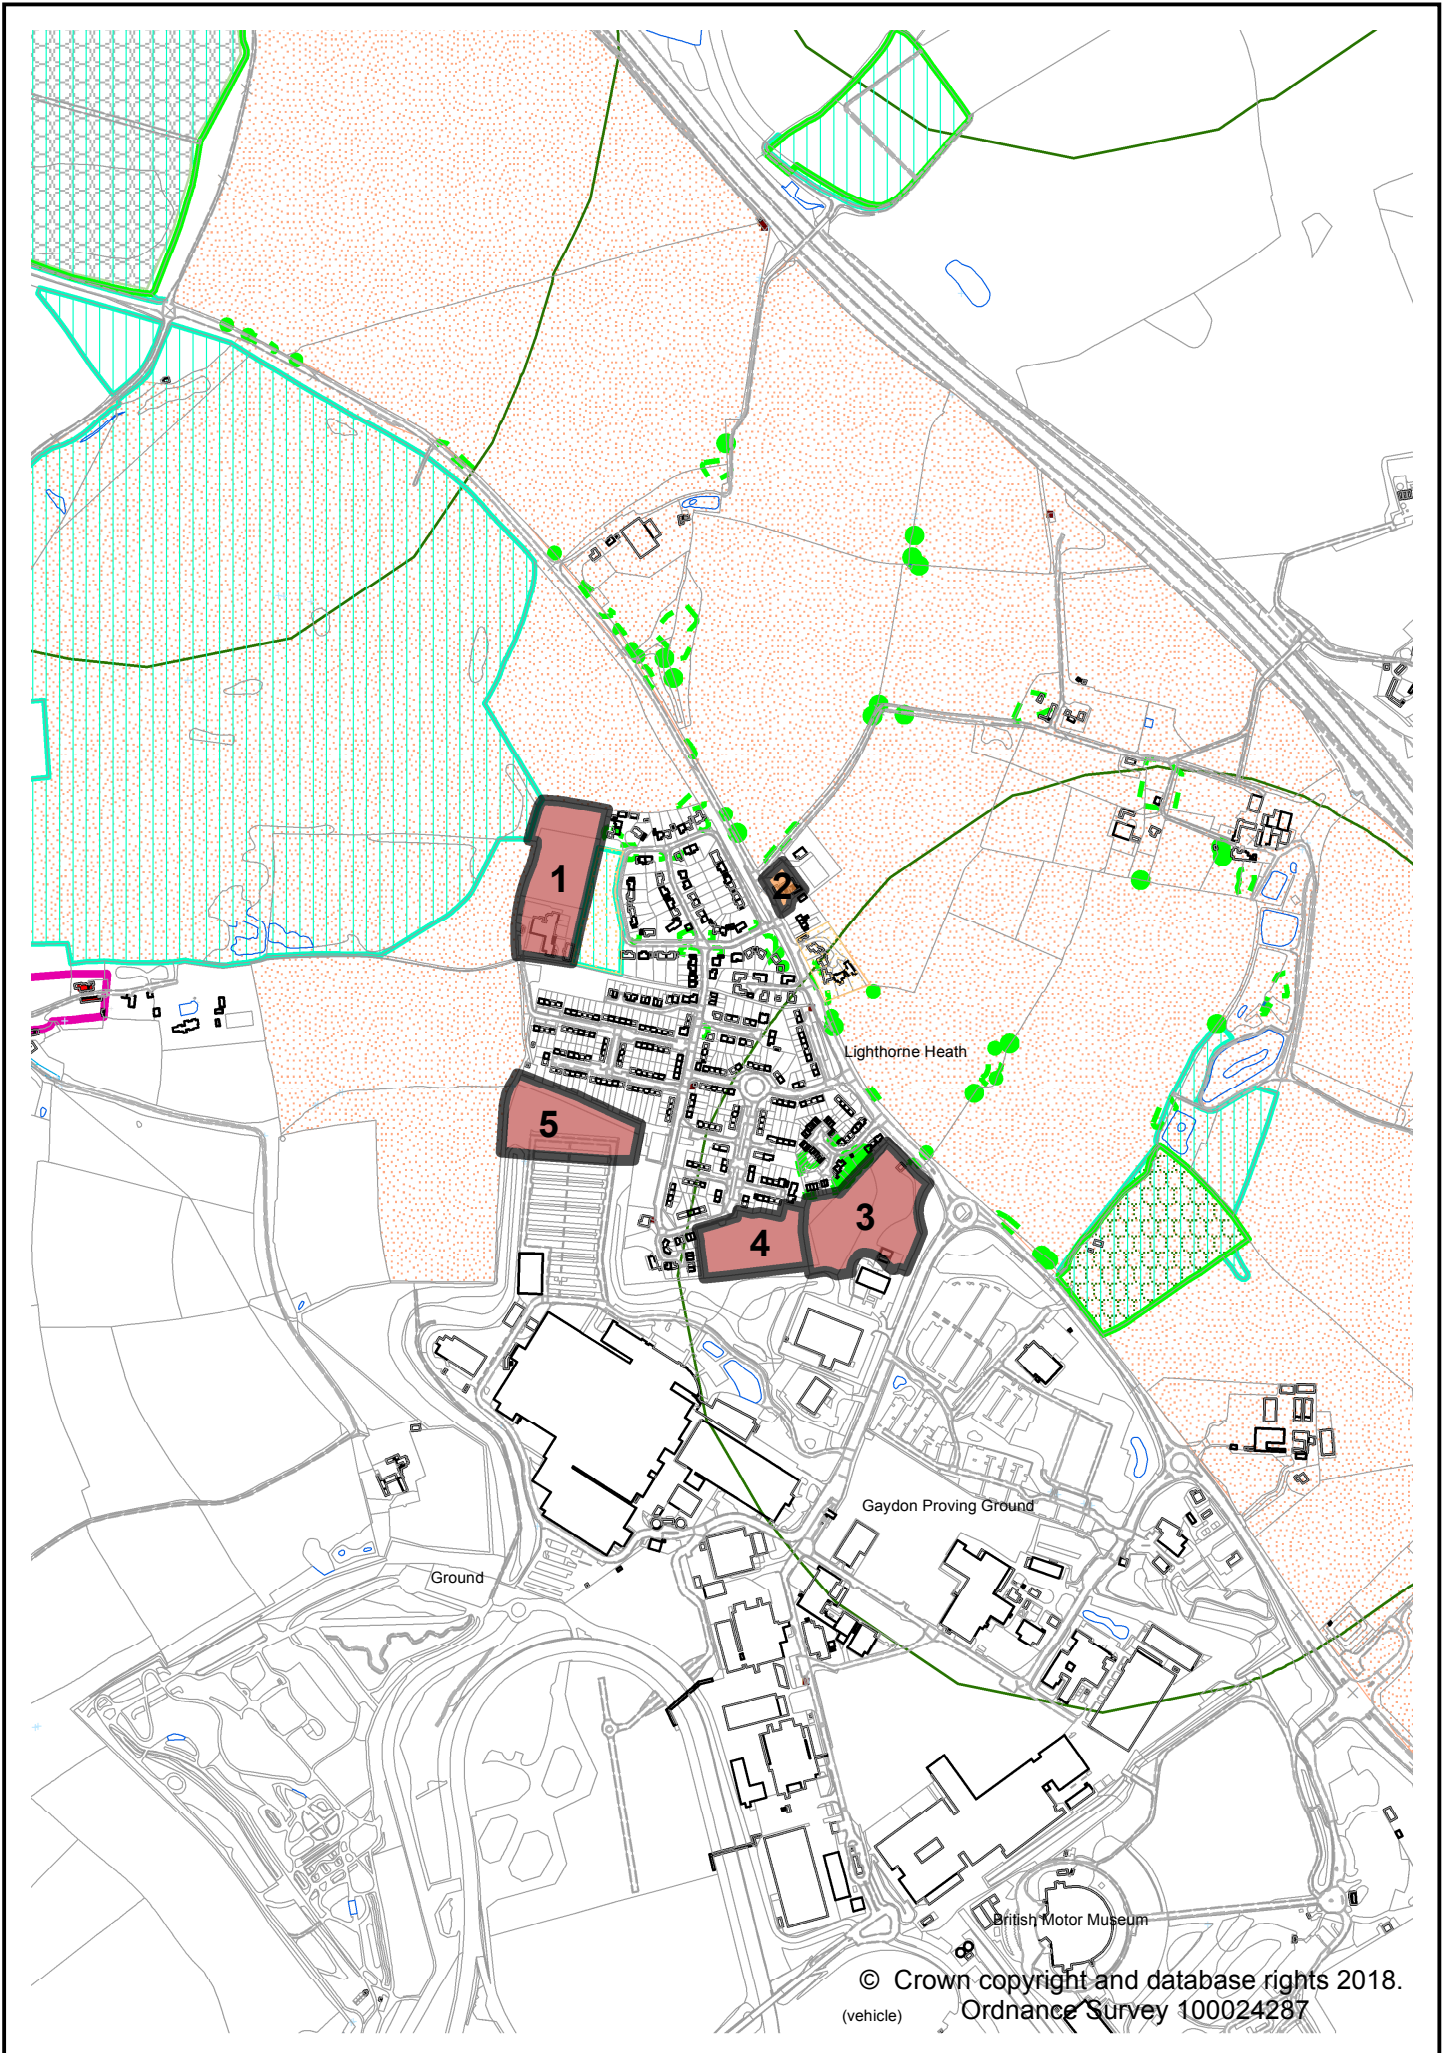 1
2
Lighthorne Heath
5
3
4
Gaydon Proving Ground
Ground
British Motor Museum
© Crown copyright and database rights 2018.
(vehicle) Ordnance Survey 100024287